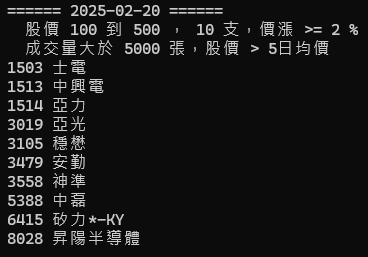 ====== 2025-02-20 ======
股價 100 到 500 , 10 支，價漲 >= 2 %
成交量大於 5000 張，股價 > 5日均價
1503 士電
1513 中興電
1514 亞力
3019 亞光
3105 穩懋
3479 安勤
3558 神準
5388 中磊
6415 矽力*-KY
8028 昇陽半導體